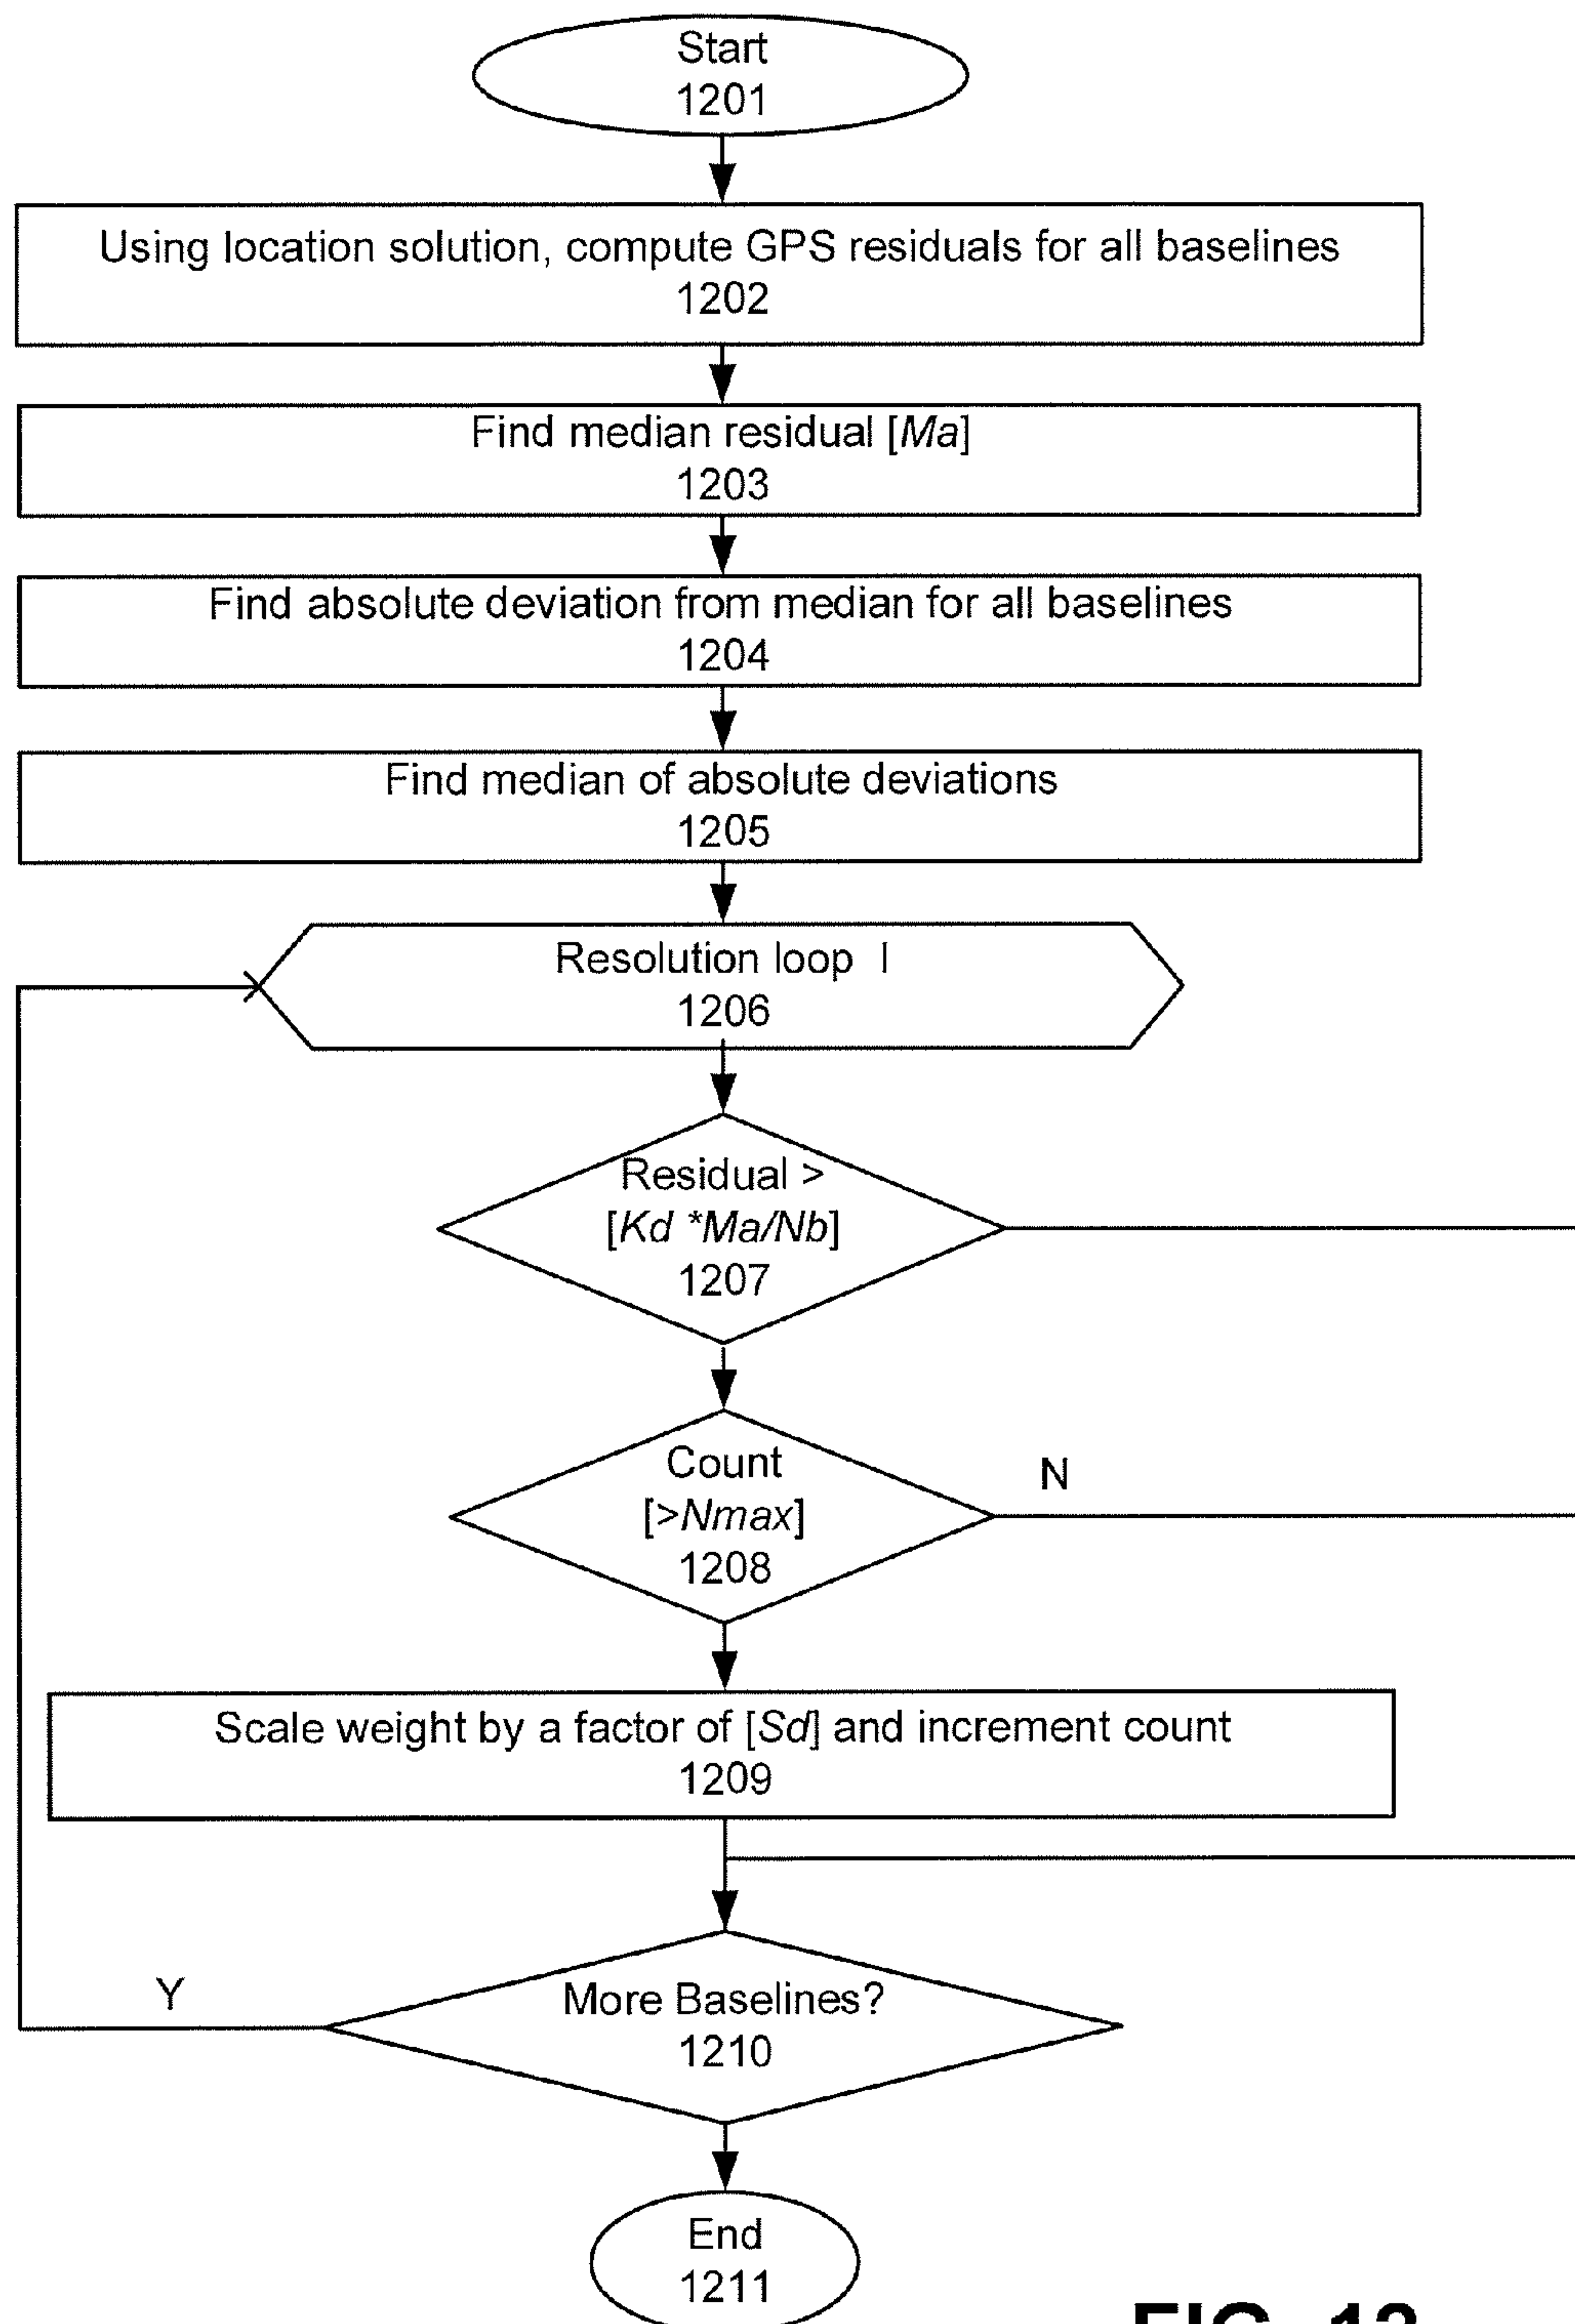 Start
1201
Using location solution, compute GPS residuals for all baselines
1202
Find median residual [Ma]
1203
Find absolute deviation from median for all baselines
1204
Find median of absolute deviations
1205
Resolution loop I
1206
Residual >
[Kd *Ma/Nb]
1207
Count
[>Nmax]
1208
N
Scale weight by a factor of [Sd] and increment count
1209
Y
More Baselines?
1210
End
1211